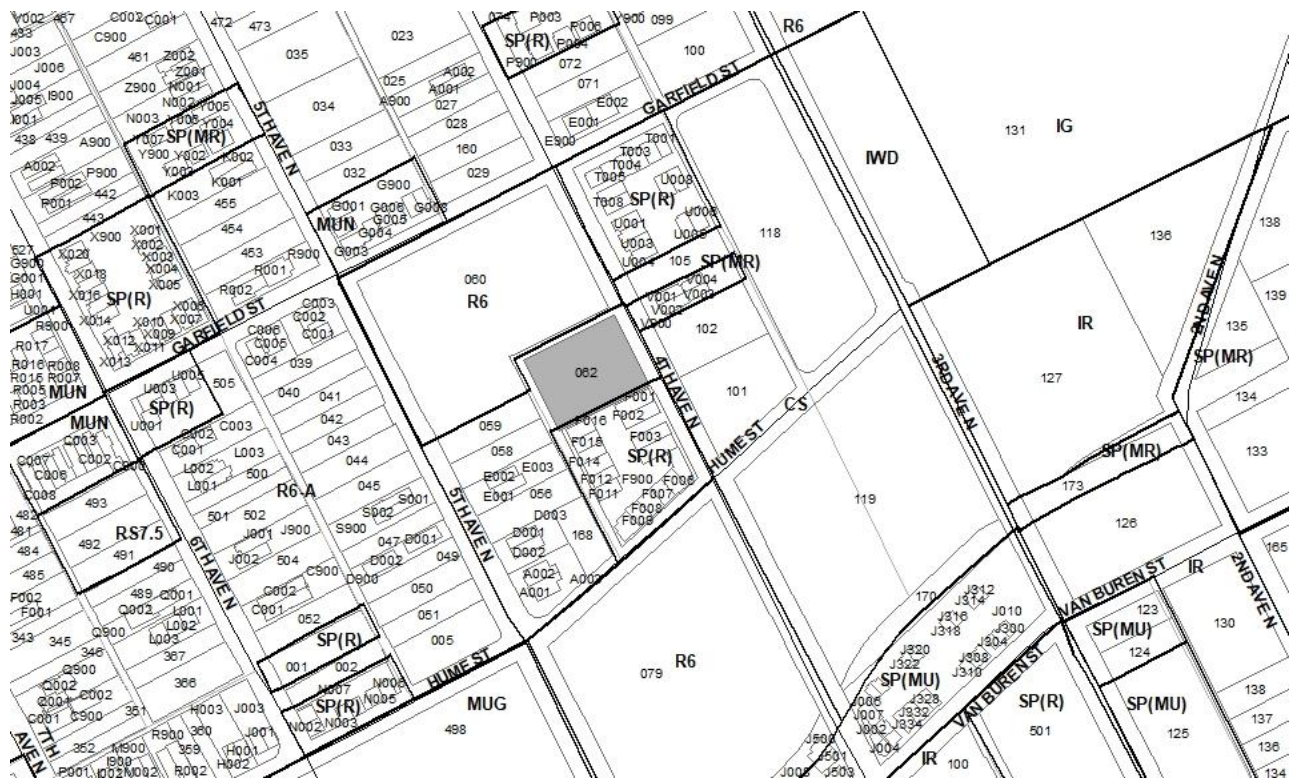 V002
457
433
J003
J006
J004
J005
I900
I001
438
439
C002
C001
C900
461
Z002
Z001
Z900
N001
N002
N003
Y005
Y006
Y004
Y007
SP(MR)
Y900
Y002
Y003
K002
K001
K003
A900
A002
P002
P900
P001
442
443
472
473
035
023
034
033
032
025
A900
A002
A001
027
028
160
029
5TH AVE N
074
P003
P006
SP(R)
P004
P900
F900
099
100
072
071
E002
E001
E900
R6
GARFIELD ST
131
IG
IWD
527
G900
G001
H001
X900
X020
X018
X016
X014
X012
X013
X001
X002
X003
X004
X005
X006
X007
X010
X009
X011
SP(R)
455
454
453
R900
R001
R002
GARFIELD ST
MUN
G001
G900
G006
G005
G004
G003
G008
T001
T003
T004
T005
T008
U008
SP(R)
U001
U003
U004
U006
U005
105
SP(MR)
V004
V001
V003
V002
V900
118
102
101
136
138
139
135
SP(MR)
134
133
2ND AVE N
IR
127
R900
R017
R016
R015
R008
R007
R005
R003
R002
MUN
MUN
C003
C007
C006
C002
C900
C008
U003
U005
SP(R)
U001
505
C003
C002
C001
L003
L002
L001
500
501
502
J900
J001
J002
504
R6-A
C006
C005
C004
C003
C002
C001
039
040
041
042
043
044
045
S001
S002
S900
047
D001
D002
D900
049
050
051
005
060
R6
062
059
058
E003
E002
E001
056
D003
D001
D002
A002
A001
168
A002
F001
F002
F016
F018
F003
F014
SP(R)
F012
F011
F900
F006
F007
F008
F009
4TH AVE N
HUME ST
CS
3RD AVE N
119
SP(MR)
173
126
493
492
491
RS7.5
482
481
484
485
490
489
Q001
Q002
L001
L002
L003
Q900
F002
F001
343
345
346
367
366
6TH AVE N
C900
C002
C001
052
SP(R)
001
002
N007
N006
N005
SP(R)
N002
N003
5TH AVE N
HUME ST
MUG
498
079
R6
170
J312
J314
J316
J318
J010
J300
J304
J308
J310
J320
J322
SP(MU)
J006
J007
J002
J004
J328
J332
J334
VAN BUREN ST
VAN BUREN ST
IR
123
SP(MU)
124
SP(MU)
125
130
165
2ND AVE N
138
137
136
134
SP(R)
501
100
IR
J500
J501
J503
J008
Q900
Q002
Q001
C001
C002
C900
351
352
7TH AVE N
M900
I900
I002
M002
P001
R900
R002
H003
360
359
J003
J001
H001
H002